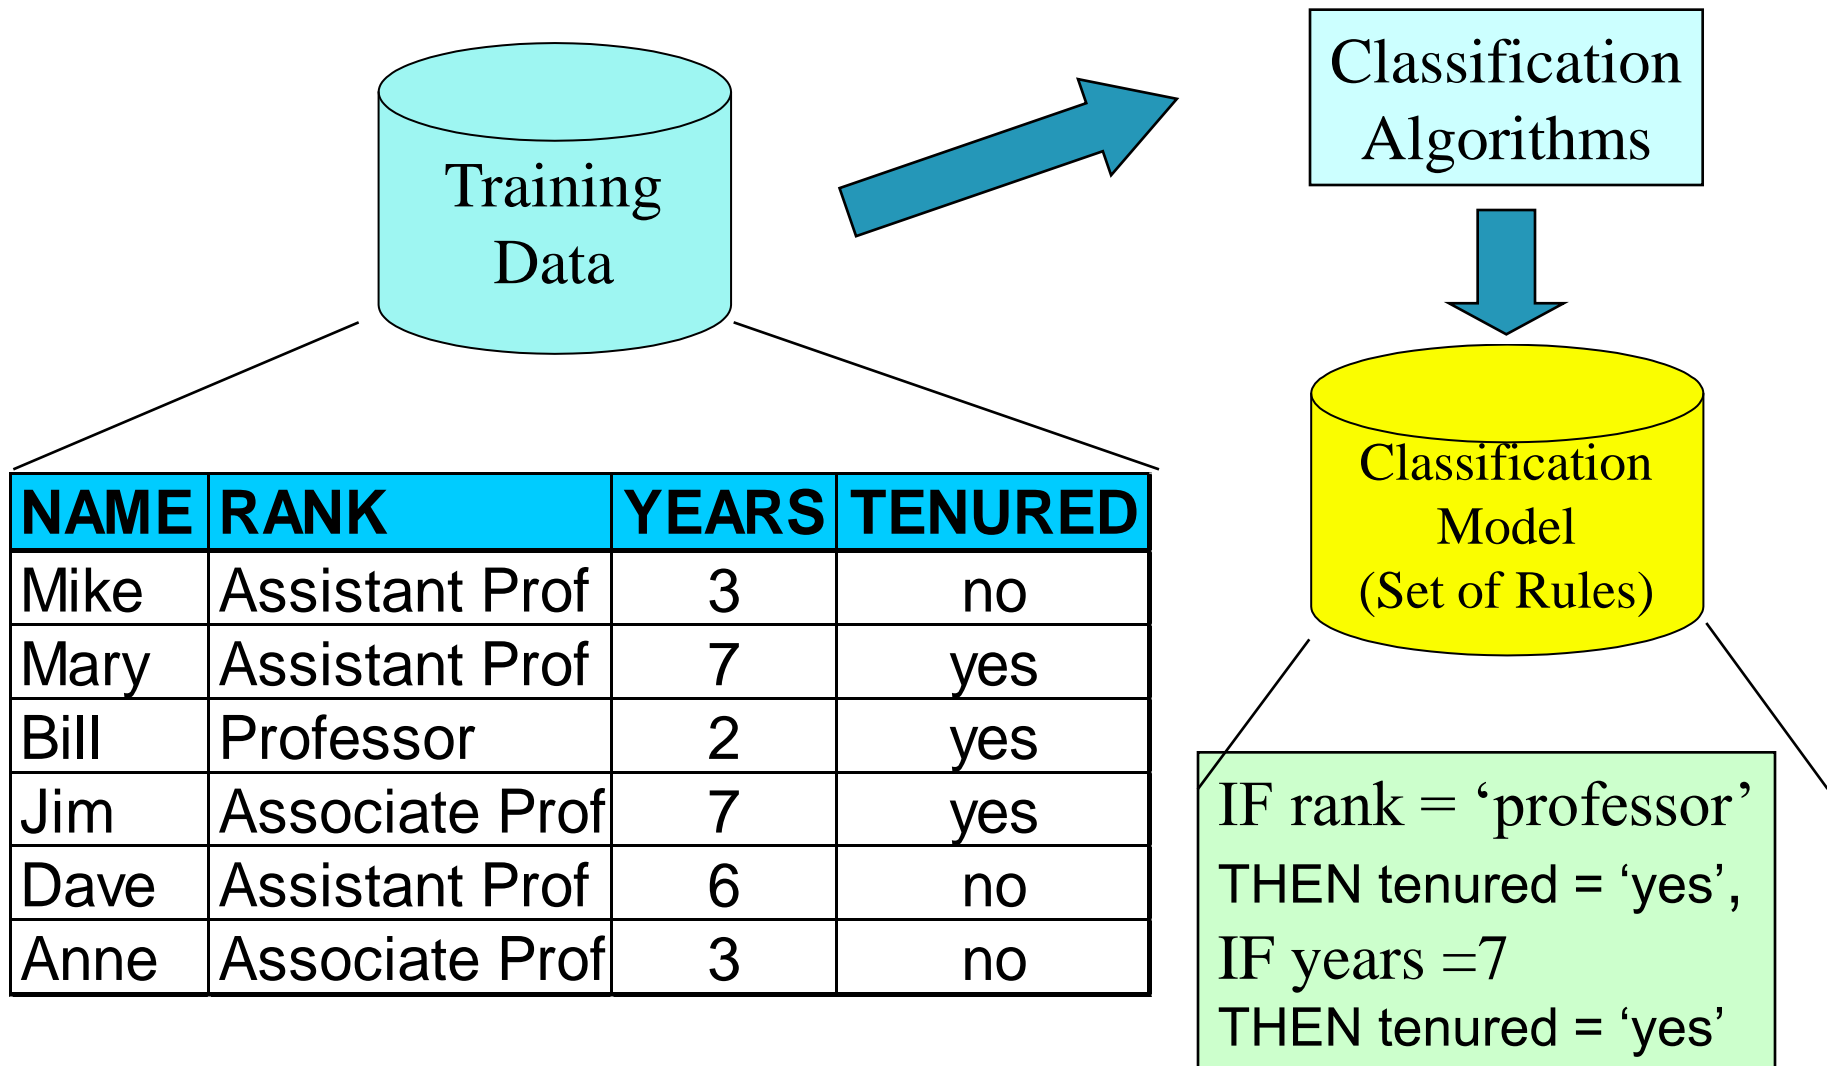 Training
Data
Classification
Algorithms
Classification
Model
(Set of Rules)
NAME RANK YEARS TENURED
Mike Assistant Prof 3 no
Mary Assistant Prof 7 yes
Bill Professor 2 yes
Jim Associate Prof 7 yes
Dave Assistant Prof 6 no
Anne Associate Prof 3 no
IF rank = ‘professor’
THEN tenured = ‘yes’,
IF years =7
THEN tenured = ‘yes’